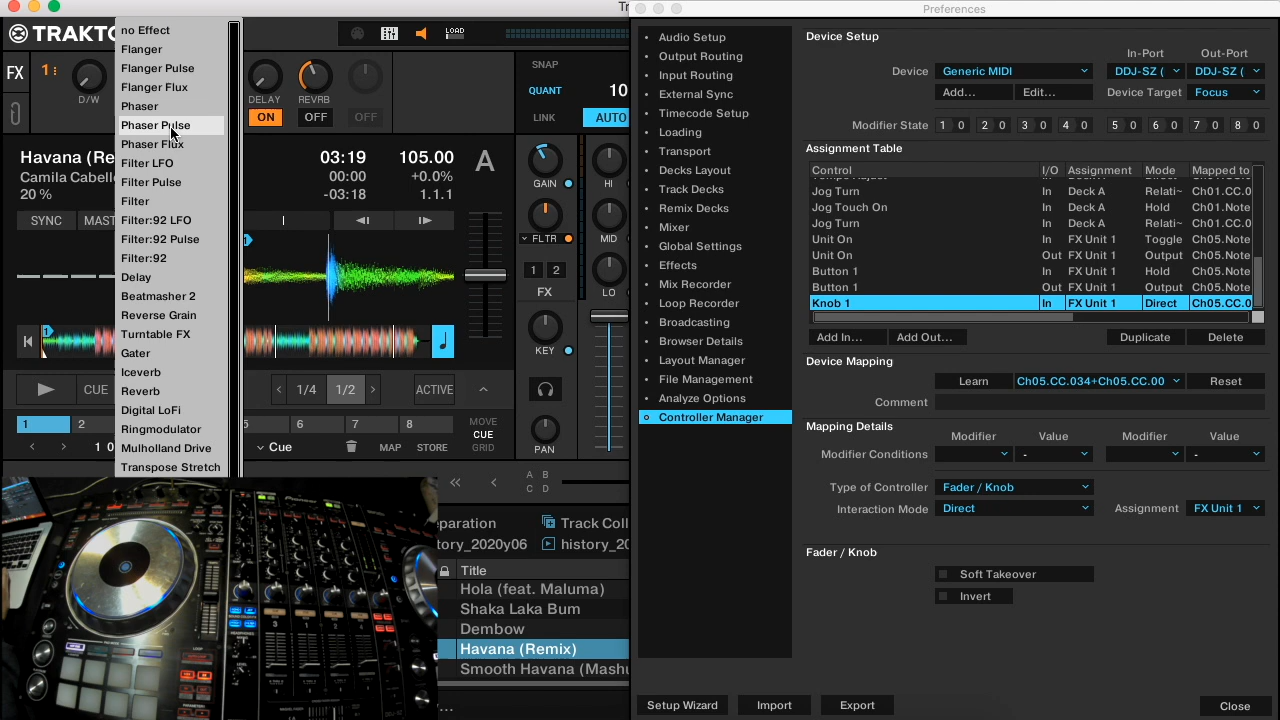 TRAKTO
FX
1
D/W
DELAY
REVRB
ON
OFF
OFF
LOAD
Tr
SNAP
QUANT
10
LINK
AUTO
no Effect
Flanger
Flanger Pulse
Flanger Flux
Phaser
Phaser Pulse
Phaser Flux
Filter LFO
Filter Pulse
Filter
Filter:92 LFO
Filter:92 Pulse
Filter:92
Delay
Beatmasher 2
Reverse Grain
Turntable FX
Gater
Iceverb
Reverb
Digital LoFi
Ringmodulator
Mulholland Drive
Transpose Stretch
Havana (Re
Camila Cabell
20 %
03:19
00:00
-03:18
105.00
+0.0%
1.1.1
A
SYNC
MAST
1
GAIN
HI
FLTR
MID
1 2
FX
LO
KEY
PAN
CUE
1/4
1/2
ACTIVE
1
2
5
6
7
8
1 0
Cue
MAP
STORE
MOVE
CUE
GRID
A B
C D
eparation
Track Coll
tory_2020y06
history_20
Title
Hola (feat. Maluma)
Shaka Laka Bum
Dembow
Havana (Remix)
Smooth Havana (Mashu
...
Preferences
Audio Setup
Output Routing
Input Routing
External Sync
Timecode Setup
Loading
Transport
Decks Layout
Track Decks
Remix Decks
Mixer
Global Settings
Effects
Mix Recorder
Loop Recorder
Broadcasting
Browser Details
Layout Manager
File Management
Analyze Options
Controller Manager
Device Setup
In-Port
Out-Port
Device
Generic MIDI
DDJ-SZ (
DDJ-SZ (
Add...
Edit...
Device Target
Focus
Modifier State
1 0 2 0 3 0 4 0 5 0 6 0 7 0 8 0
Assignment Table
Control I/O Assignment Mode Mapped to
Jog Turn In Deck A Relati~ Ch01.CC.0
Jog Touch On In Deck A Hold Ch01.Note
Jog Turn In Deck A Relati~ Ch01.CC.0
Unit On In FX Unit 1 Toggle Ch05.Note
Unit On Out FX Unit 1 Output Ch05.Note
Button 1 In FX Unit 1 Hold Ch05.Note
Button 1 Out FX Unit 1 Output Ch05.Note
Knob 1 In FX Unit 1 Direct Ch05.CC.0
Add In...
Add Out...
Duplicate
Delete
Device Mapping
Learn
Ch05.CC.034+Ch05.CC.00
Reset
Comment
Mapping Details
Modifier Value Modifier Value
Modifier Conditions - -
Type of Controller
Fader / Knob
Interaction Mode
Direct
Assignment
FX Unit 1
Fader / Knob
Soft Takeover
Invert
Setup Wizard
Import
Export
Close